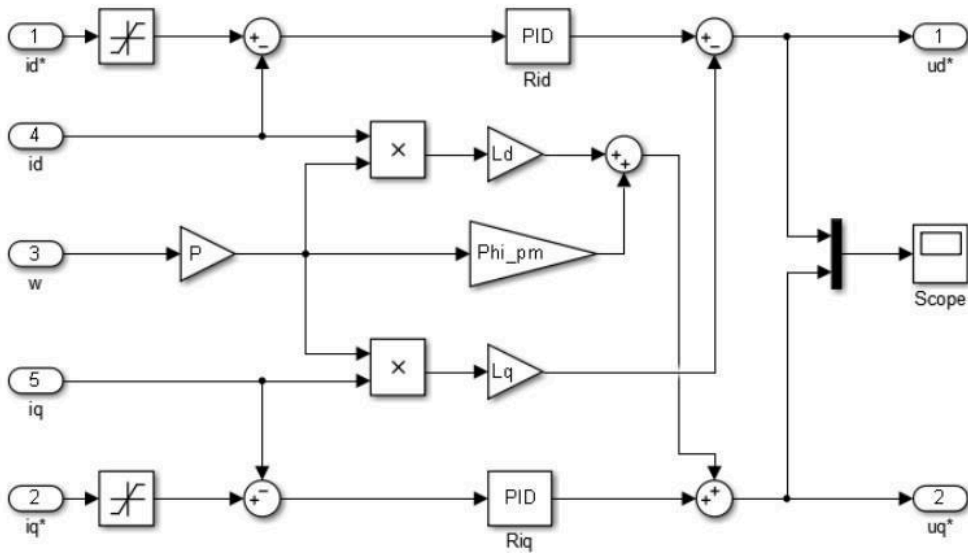 1
id*
+
−
PID
Rid
+
−
1
ud*
4
id
×
Ld
+
+
3
w
P
Phi_pm
Scope
5
iq
×
Lq
2
iq*
+
−
PID
Riq
+
+
2
uq*